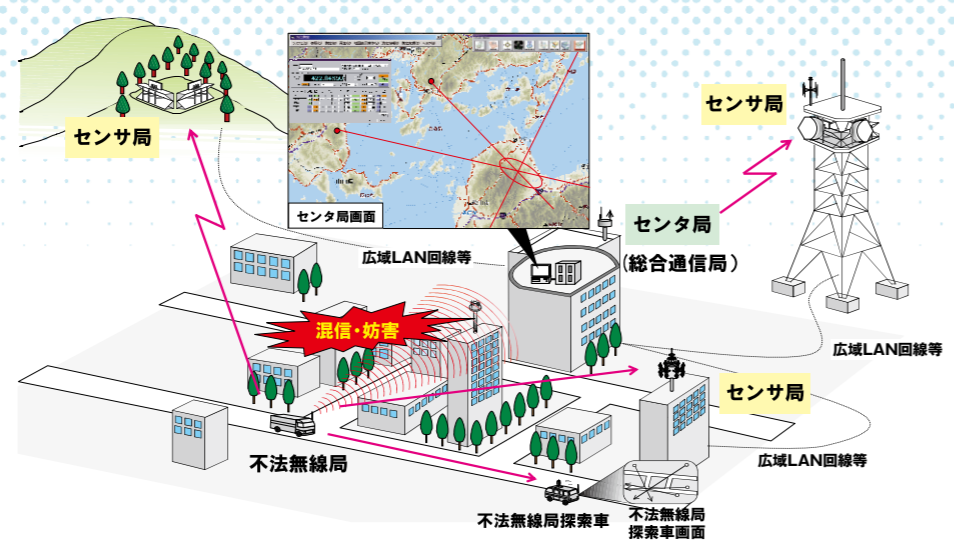 センサ局
センタ局画面
センサ局
センタ局
(総合通信局)
広域LAN回線等
混信・妨害
広域LAN回線等
センサ局
広域LAN回線等
不法無線局
不法無線局探索車
不法無線局
探索車画面